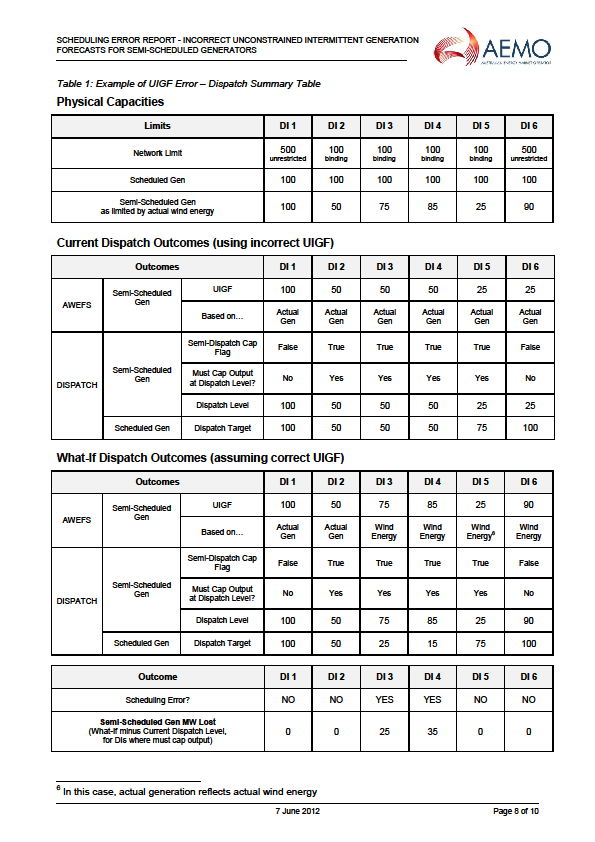 SCHEDULING ERROR REPORT - INCORRECT UNCONSTRAINED INTERMITTENT GENERATION
FORECASTS FOR SEMI-SCHEDULED GENERATORS
AEMO
AUSTRALIAN ENERGY MARKET OPERATOR
Table 1: Example of UIGF Error – Dispatch Summary Table
Physical Capacities
Limits DI 1 DI 2 DI 3 DI 4 DI 5 DI 6
Network Limit 500 100 100 100 100 500
unrestricted binding binding binding binding unrestricted
Scheduled Gen 100 100 100 100 100 100
Semi-Scheduled Gen
as limited by actual wind energy 100 50 75 85 25 90
Current Dispatch Outcomes (using incorrect UIGF)
Outcomes DI 1 DI 2 DI 3 DI 4 DI 5 DI 6
AWEFS Semi-Scheduled Gen UIGF 100 50 50 50 25 25
Based on... Actual Gen Actual Gen Actual Gen Actual Gen Actual Gen Actual Gen
DISPATCH Semi-Scheduled Gen Semi-Dispatch Cap Flag False True True True True False
Must Cap Output at Dispatch Level? No Yes Yes Yes Yes No
Dispatch Level 100 50 50 50 25 25
Scheduled Gen Dispatch Target 100 50 50 50 75 100
What-If Dispatch Outcomes (assuming correct UIGF)
Outcomes DI 1 DI 2 DI 3 DI 4 DI 5 DI 6
AWEFS Semi-Scheduled Gen UIGF 100 50 75 85 25 90
Based on... Actual Gen Actual Gen Wind Energy Wind Energy Wind Energy6 Wind Energy
DISPATCH Semi-Scheduled Gen Semi-Dispatch Cap Flag False True True True True False
Must Cap Output at Dispatch Level? No Yes Yes Yes Yes No
Dispatch Level 100 50 75 85 25 90
Scheduled Gen Dispatch Target 100 50 25 15 75 100
Outcome DI 1 DI 2 DI 3 DI 4 DI 5 DI 6
Scheduling Error? NO NO YES YES NO NO
Semi-Scheduled Gen MW Lost
(What-If minus Current Dispatch Level,
for DIs where must cap output) 0 0 25 35 0 0
6 In this case, actual generation reflects actual wind energy
7 June 2012 Page 8 of 10